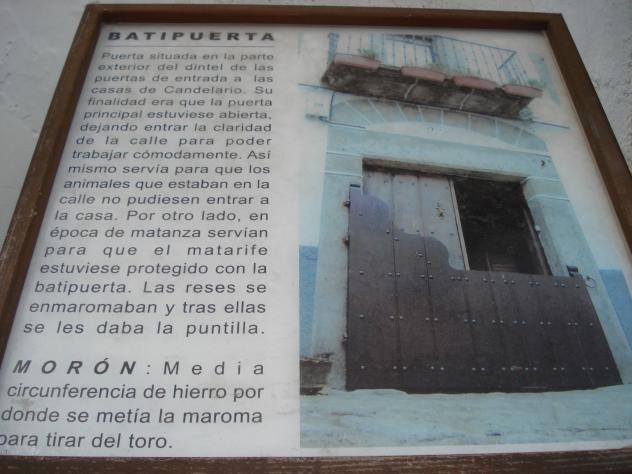 BATIPUERTA
Puerta situada en la parte
exterior del dintel de las
puertas de entrada a las
casas de Candelario. Su
finalidad era que la puerta
principal estuviese abierta,
dejando entrar la claridad
de la calle para poder
trabajar cómodamente. Así
mismo servía para que los
animales que estaban en la
calle no pudiesen entrar a
la casa. Por otro lado, en
época de matanza servían
para que el matarife
estuviese protegido con la
batipuerta. Las reses se
enmaromaban y tras ellas
se les daba la puntilla.
MORÓN: Media
circunferencia de hierro por
donde se metía la maroma
para tirar del toro.